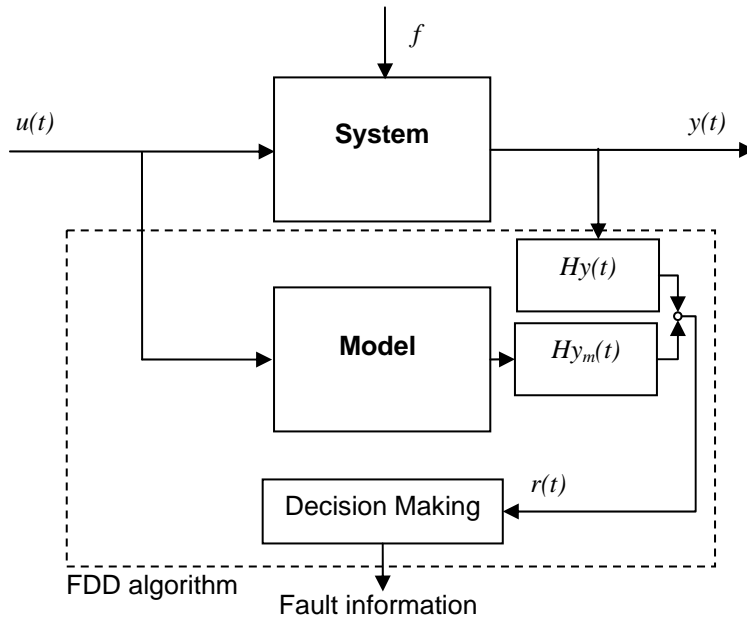 f
u(t)
System
y(t)
Hy(t)
Model
Hyₘ(t)
r(t)
Decision Making
FDD algorithm
Fault information